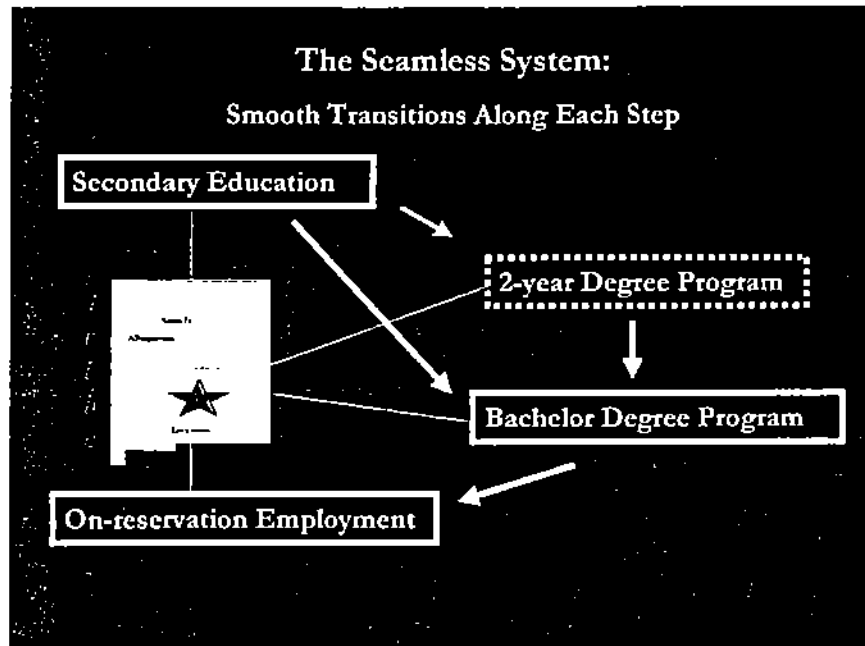 The Seamless System:
Smooth Transitions Along Each Step
Secondary Education
2-year Degree Program
Bachelor Degree Program
On-reservation Employment